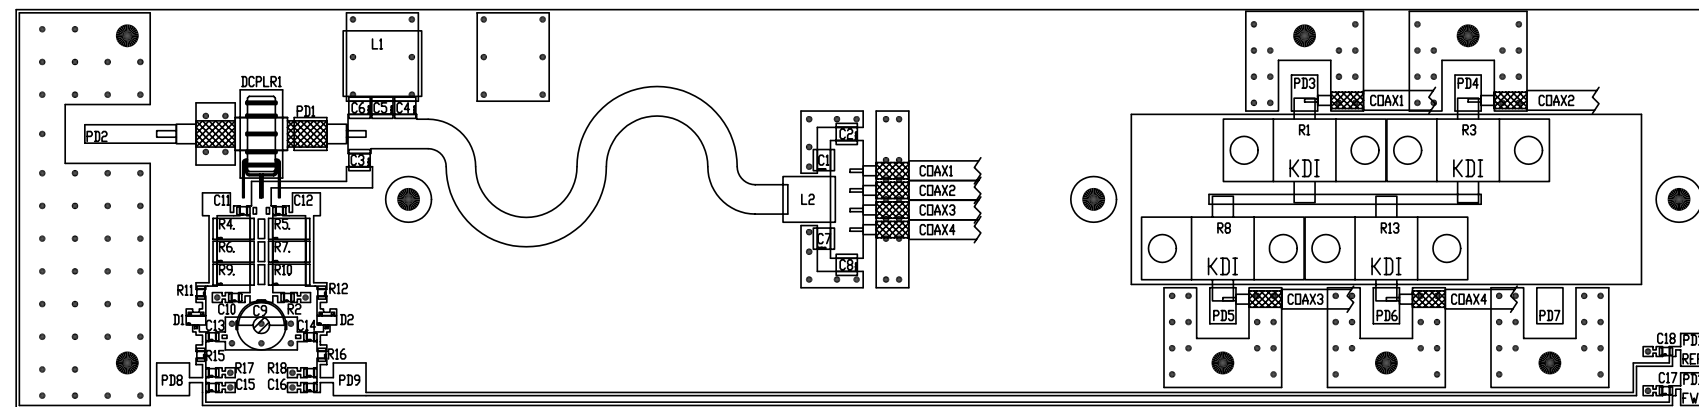 L1
DCPLR1
C6 C5 C4
PD1
PD2
C3
C11
C12
R4.
R5.
R6.
R7.
R9.
R10
R11
R12
C10
R2
C9
D1
D2
C13
C14
R15
R16
R17
R18
C15
C16
PD8
PD9
L2
C2
C1
C7
C8
COAX1
COAX2
COAX3
COAX4
PD3
PD4
COAX1
COAX2
R1
R3
KDI
KDI
R8
R13
KDI
KDI
COAX3
COAX4
PD5
PD6
PD7
C18
C17